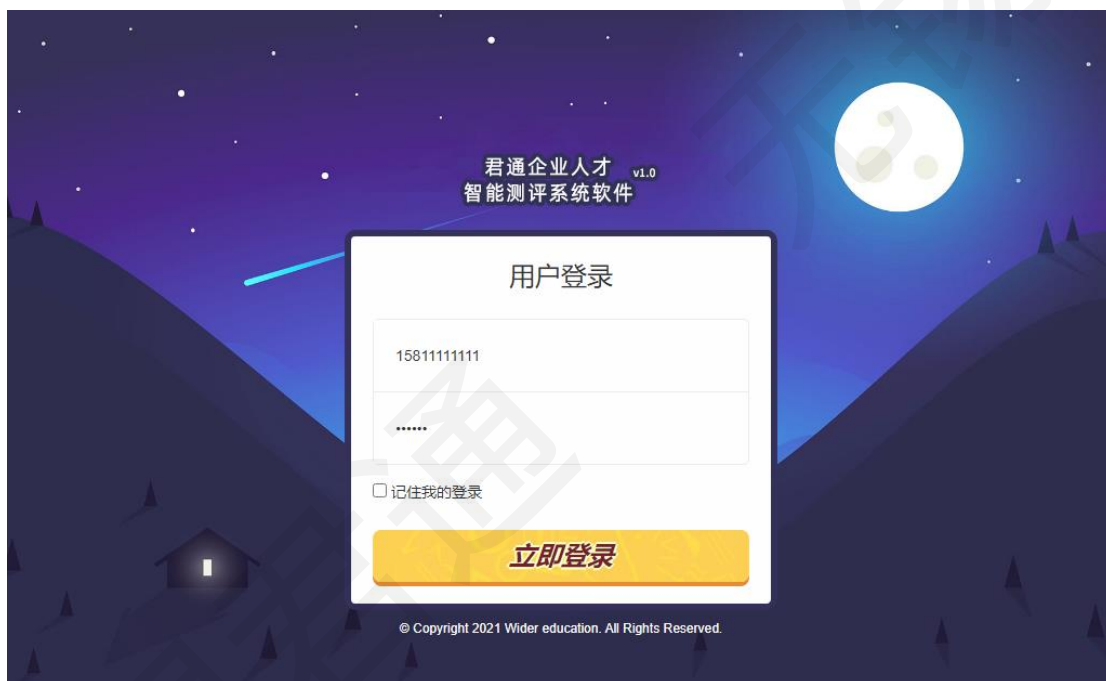 君通企业人才 v1.0
智能测评系统软件
用户登录
15811111111
••••••
记住我的登录
立即登录
© Copyright 2021 Wider education. All Rights Reserved.
君通